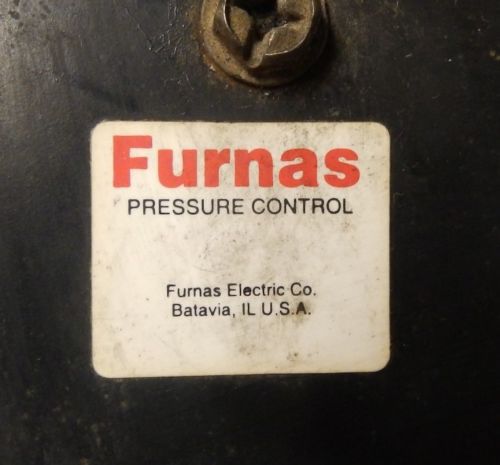 Furnas
PRESSURE CONTROL
Furnas Electric Co.
Batavia, IL U.S.A.